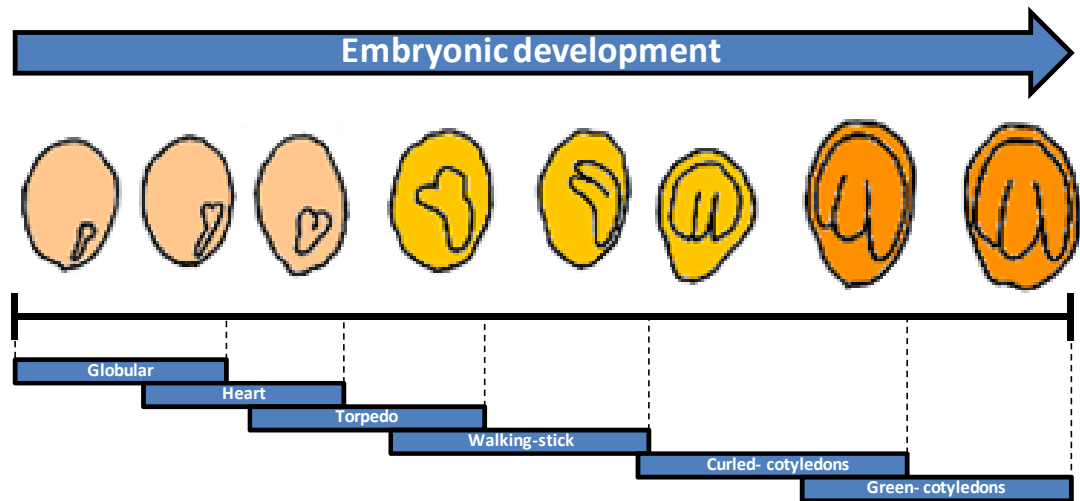 Embryonic development
Globular
Heart
Torpedo
Walking-stick
Curled- cotyledons
Green- cotyledons